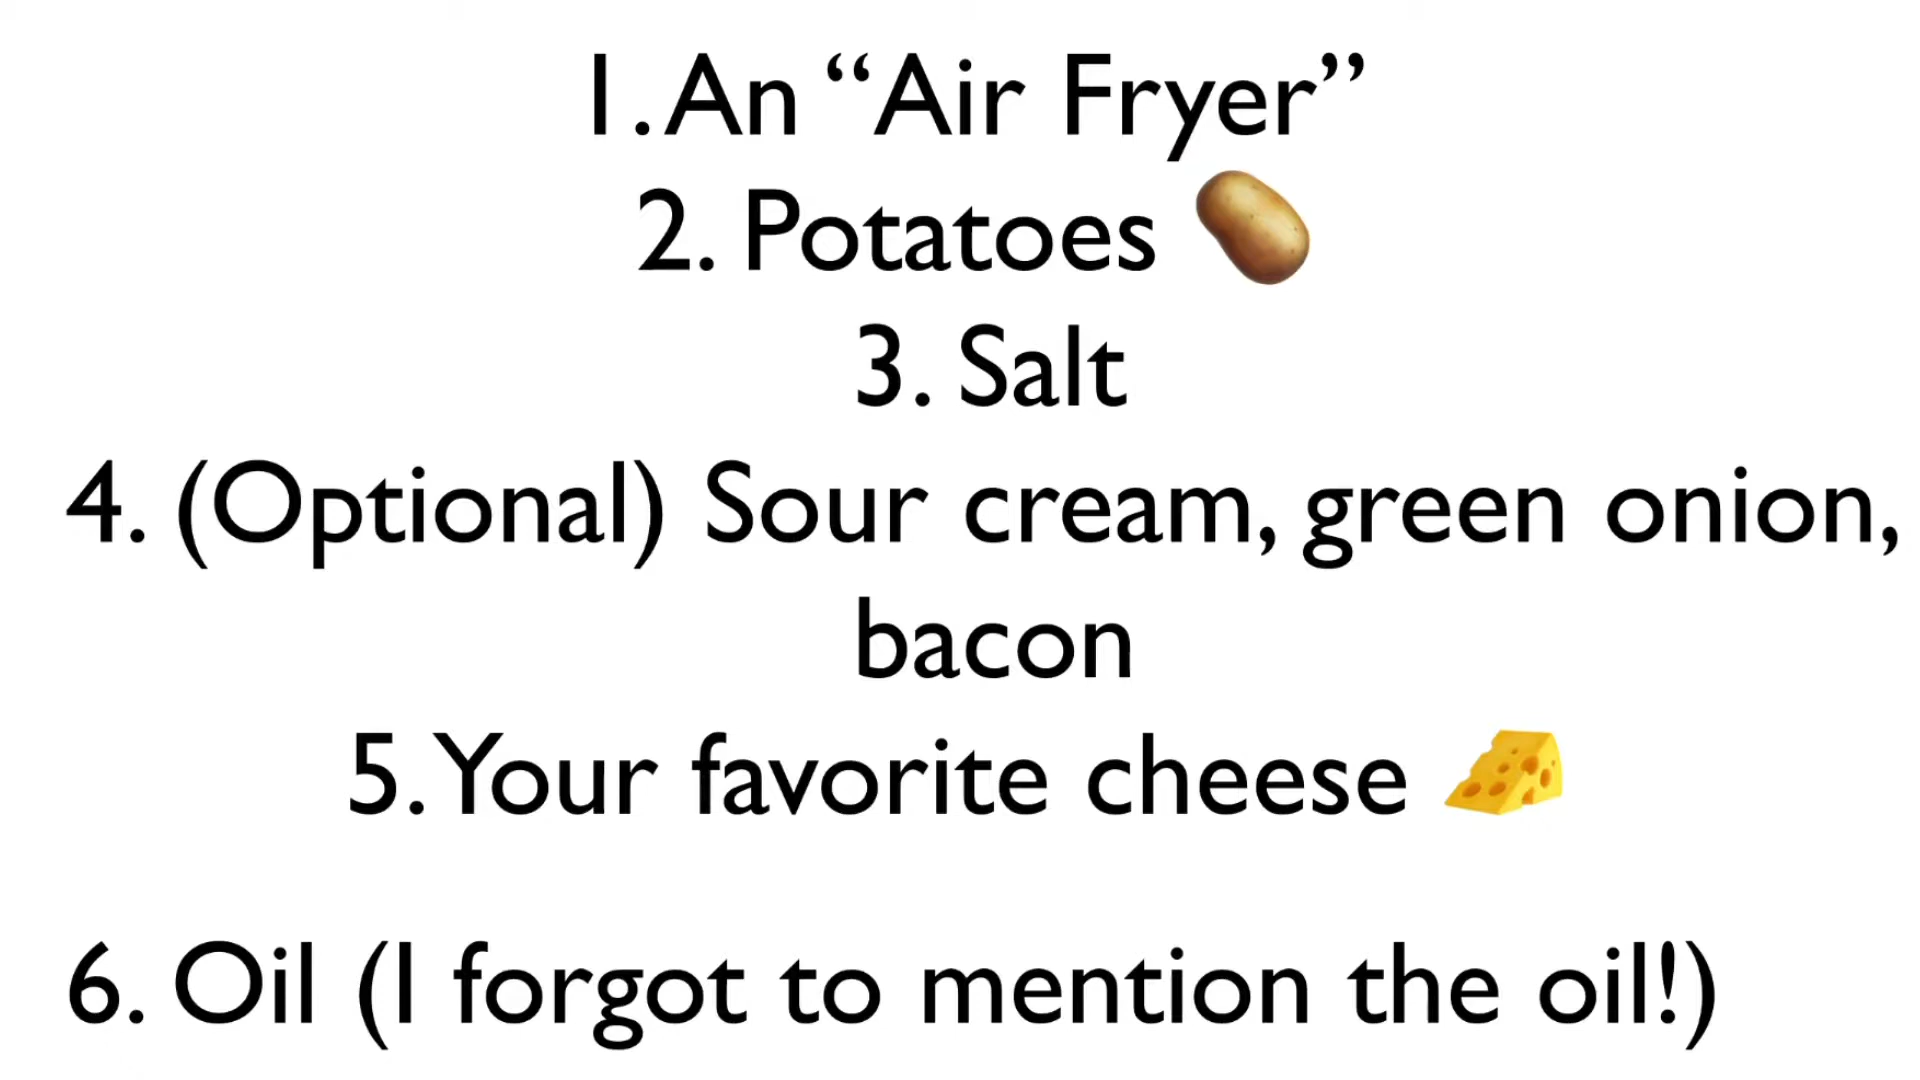 1. An “Air Fryer”
2. Potatoes
3. Salt
4. (Optional) Sour cream, green onion,
bacon
5. Your favorite cheese
6. Oil (I forgot to mention the oil!)